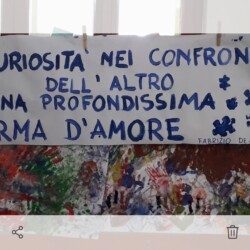 URIOSITÀ NEI CONFRON
DELL'ALTRO
NA PROFONDISSIMA
RMA D'AMORE
FABRIZIO DE